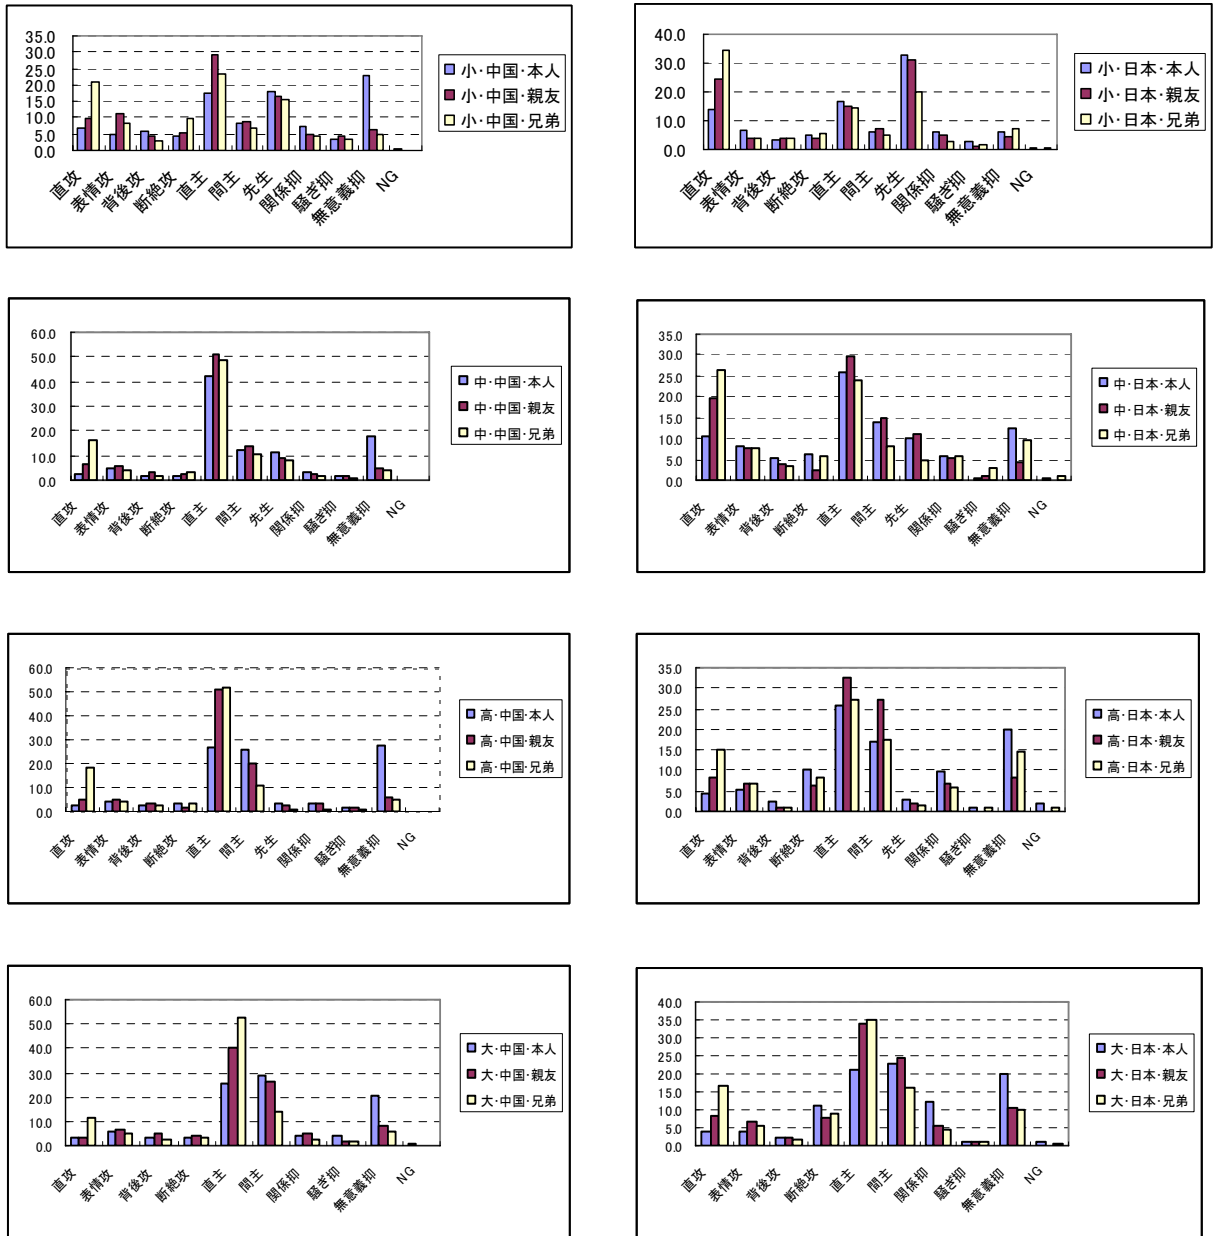 35.0
30.0
25.0
20.0
15.0
10.0
5.0
0.0
直攻 表情攻 背後攻 断絶攻 直主 間主 先生 関係抑 騒ぎ抑 無意義抑 NG
小・中国・本人
小・中国・親友
小・中国・兄弟
40.0
30.0
20.0
10.0
0.0
直攻 表情攻 背後攻 断絶攻 直主 間主 先生 関係抑 騒ぎ抑 無意義抑 NG
小・日本・本人
小・日本・親友
小・日本・兄弟
60.0
50.0
40.0
30.0
20.0
10.0
0.0
直攻 表情攻 背後攻 断絶攻 直主 間主 先生 関係抑 騒ぎ抑 無意義抑 NG
中・中国・本人
中・中国・親友
中・中国・兄弟
35.0
30.0
25.0
20.0
15.0
10.0
5.0
0.0
直攻 表情攻 背後攻 断絶攻 直主 間主 先生 関係抑 騒ぎ抑 無意義抑 NG
中・日本・本人
中・日本・親友
中・日本・兄弟
60.0
50.0
40.0
30.0
20.0
10.0
0.0
直攻 表情攻 背後攻 断絶攻 直主 間主 先生 関係抑 騒ぎ抑 無意義抑 NG
高・中国・本人
高・中国・親友
高・中国・兄弟
35.0
30.0
25.0
20.0
15.0
10.0
5.0
0.0
直攻 表情攻 背後攻 断絶攻 直主 間主 先生 関係抑 騒ぎ抑 無意義抑 NG
高・日本・本人
高・日本・親友
高・日本・兄弟
60.0
50.0
40.0
30.0
20.0
10.0
0.0
直攻 表情攻 背後攻 断絶攻 直主 間主 関係抑 騒ぎ抑 無意義抑 NG
大・中国・本人
大・中国・親友
大・中国・兄弟
40.0
35.0
30.0
25.0
20.0
15.0
10.0
5.0
0.0
直攻 表情攻 背後攻 断絶攻 直主 間主 関係抑 騒ぎ抑 無意義抑 NG
大・日本・本人
大・日本・親友
大・日本・兄弟